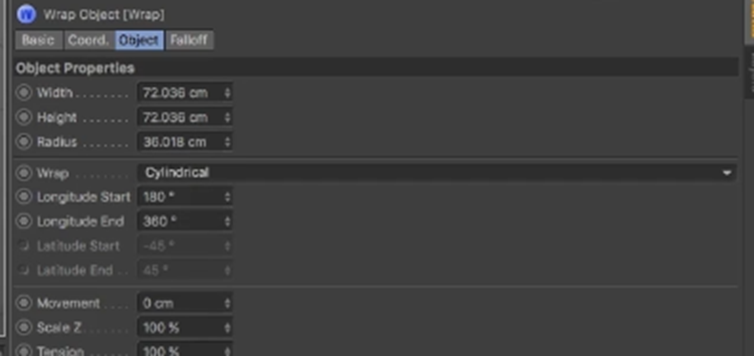 Wrap Object [Wrap]
Basic Coord. Object Falloff
Object Properties
Width........ 72.036 cm
Height....... 72.036 cm
Radius....... 36.018 cm
Wrap........ Cylindrical
Longitude Start 180 °
Longitude End 360 °
Latitude Start -45 °
Latitude End.. 45 °
Movement.... 0 cm
Scale Z....... 100 %
Tension...... 100 %